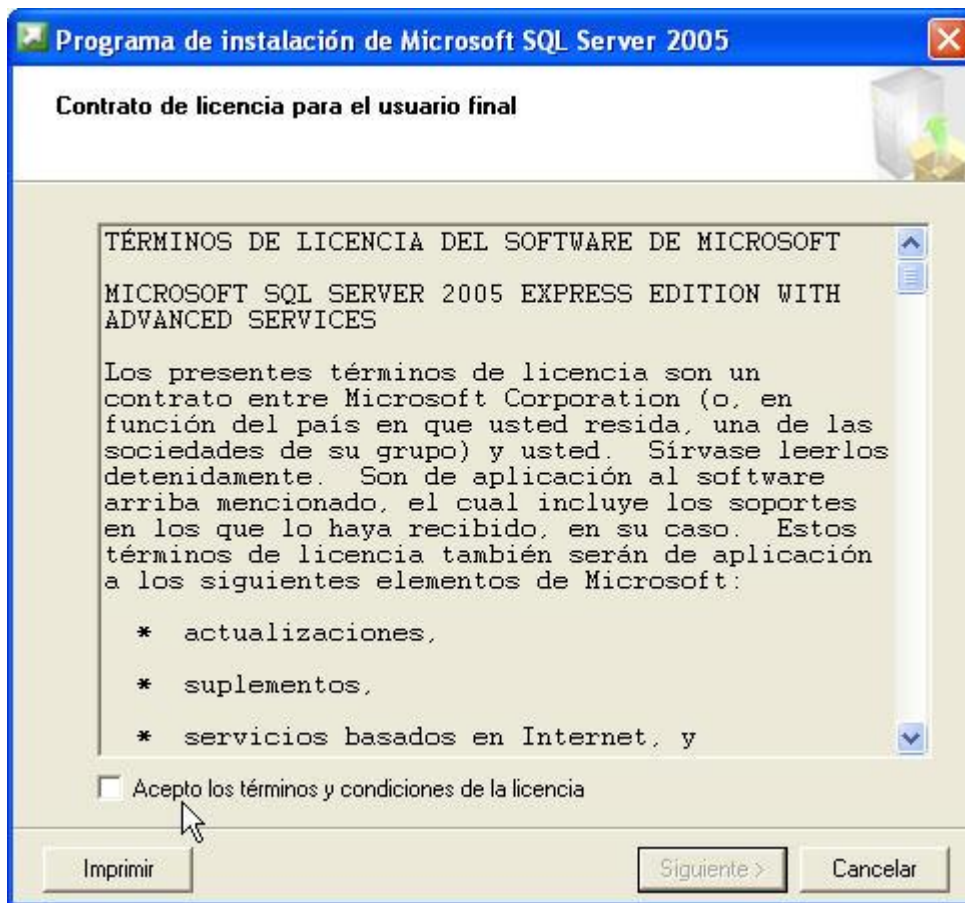 Programa de instalación de Microsoft SQL Server 2005
Contrato de licencia para el usuario final
TÉRMINOS DE LICENCIA DEL SOFTWARE DE MICROSOFT
MICROSOFT SQL SERVER 2005 EXPRESS EDITION WITH
ADVANCED SERVICES
Los presentes términos de licencia son un
contrato entre Microsoft Corporation (o, en
función del país en que usted resida, una de las
sociedades de su grupo) y usted.  Sírvase leerlos
detenidamente.  Son de aplicación al software
arriba mencionado, el cual incluye los soportes
en los que lo haya recibido, en su caso.  Estos
términos de licencia también serán de aplicación
a los siguientes elementos de Microsoft:
*  actualizaciones,
*  suplementos,
*  servicios basados en Internet, y
Acepto los términos y condiciones de la licencia
Imprimir
Siguiente >
Cancelar